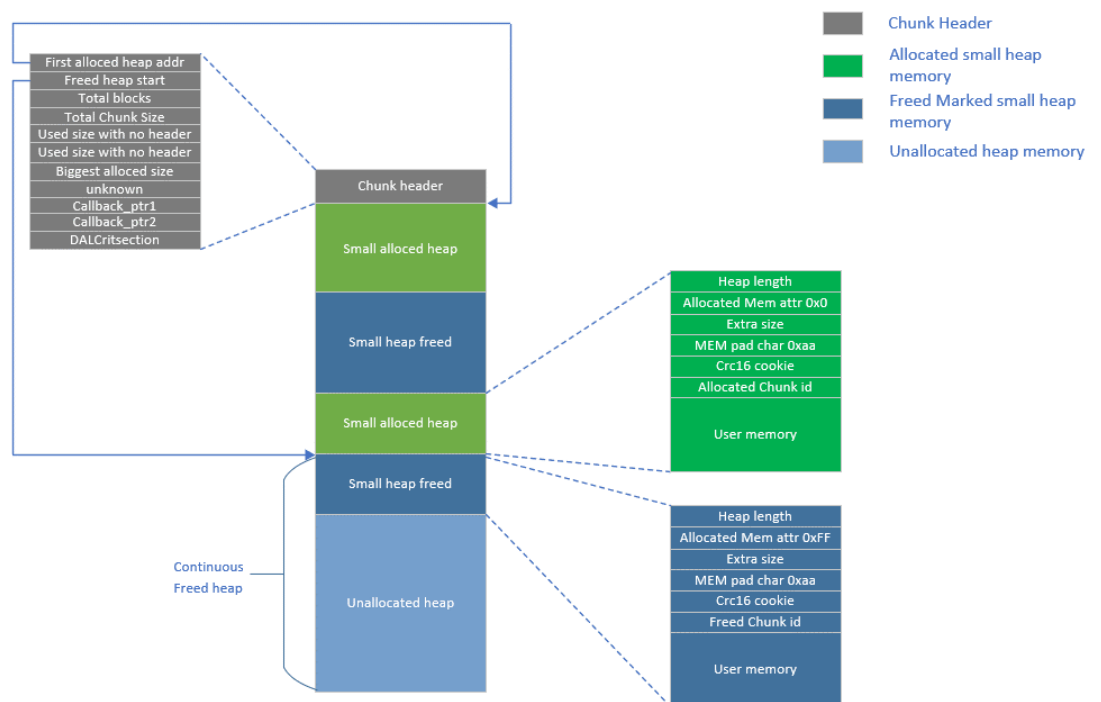 Chunk Header
Allocated small heap
memory
Freed Marked small heap
memory
Unallocated heap memory
First alloced heap addr
Freed heap start
Total blocks
Total Chunk Size
Used size with no header
Used size with no header
Biggest alloced size
unknown
Callback_ptr1
Callback_ptr2
DALCritsection
Chunk header
Small alloced heap
Small heap freed
Small alloced heap
Small heap freed
Unallocated heap
Continuous
Freed heap
Heap length
Allocated Mem attr 0x0
Extra size
MEM pad char 0xaa
Crc16 cookie
Allocated Chunk id
User memory
Heap length
Allocated Mem attr 0xFF
Extra size
MEM pad char 0xaa
Crc16 cookie
Freed Chunk id
User memory